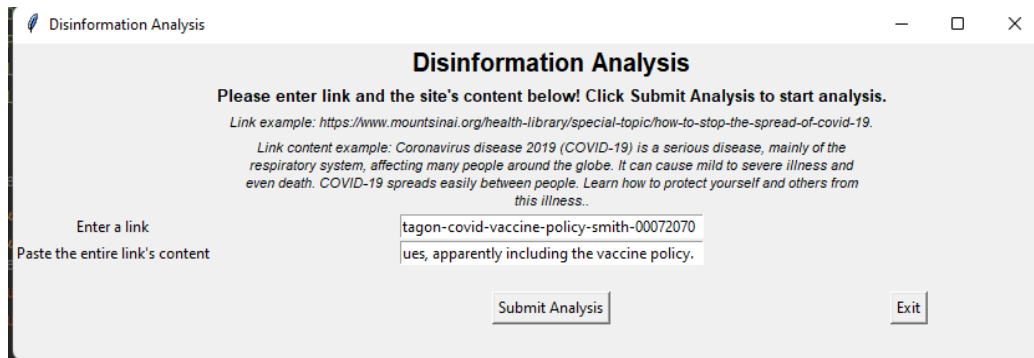 Disinformation Analysis
Disinformation Analysis
Please enter link and the site's content below! Click Submit Analysis to start analysis.
Link example: https://www.mountsinai.org/health-library/special-topic/how-to-stop-the-spread-of-covid-19.
Link content example: Coronavirus disease 2019 (COVID-19) is a serious disease, mainly of the
respiratory system, affecting many people around the globe. It can cause mild to severe illness and
even death. COVID-19 spreads easily between people. Learn how to protect yourself and others from
this illness..
Enter a link tagon-covid-vaccine-policy-smith-00072070
Paste the entire link's content ues, apparently including the vaccine policy.
Submit Analysis Exit